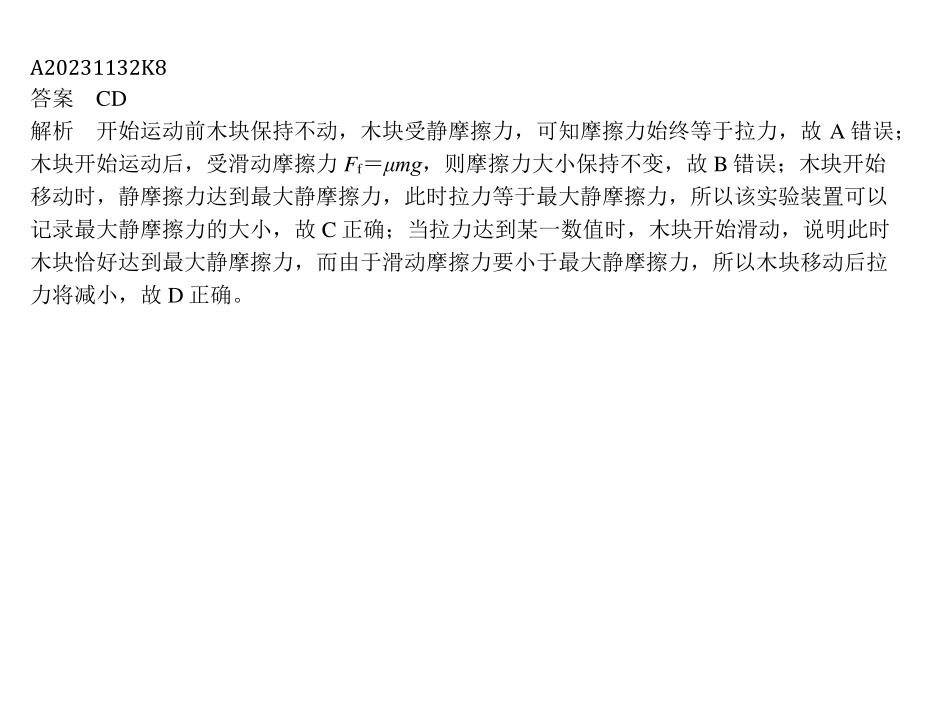 A20231132K8
答案　CD
解析　开始运动前木块保持不动，木块受静摩擦力，可知摩擦力始终等于拉力，故 A 错误；
木块开始运动后，受滑动摩擦力 Ff＝μmg，则摩擦力大小保持不变，故 B 错误；木块开始
移动时，静摩擦力达到最大静摩擦力，此时拉力等于最大静摩擦力，所以该实验装置可以
记录最大静摩擦力的大小，故 C 正确；当拉力达到某一数值时，木块开始滑动，说明此时
木块恰好达到最大静摩擦力，而由于滑动摩擦力要小于最大静摩擦力，所以木块移动后拉
力将减小，故 D 正确。